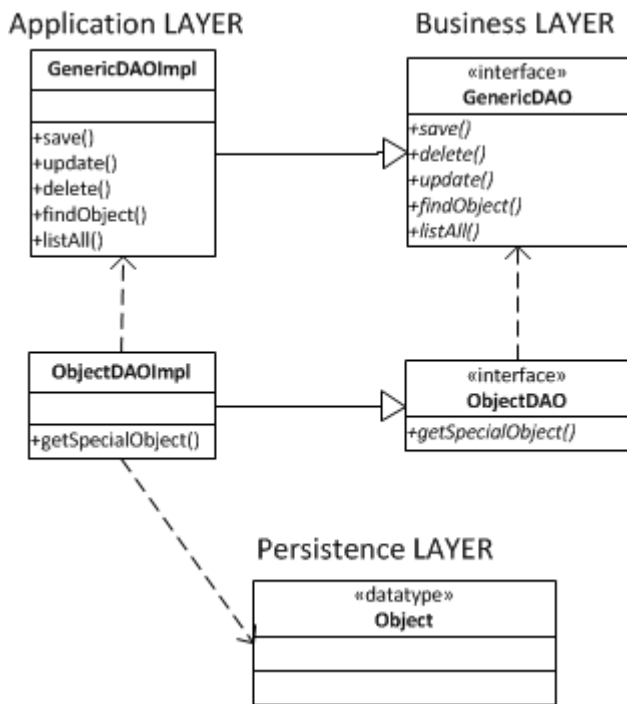 Application LAYER
Business LAYER
GenericDAOImpl
+save()
+update()
+delete()
+findObject()
+listAll()
«interface»
GenericDAO
+save()
+delete()
+update()
+findObject()
+listAll()
ObjectDAOImpl
+getSpecialObject()
«interface»
ObjectDAO
+getSpecialObject()
Persistence LAYER
«datatype»
Object